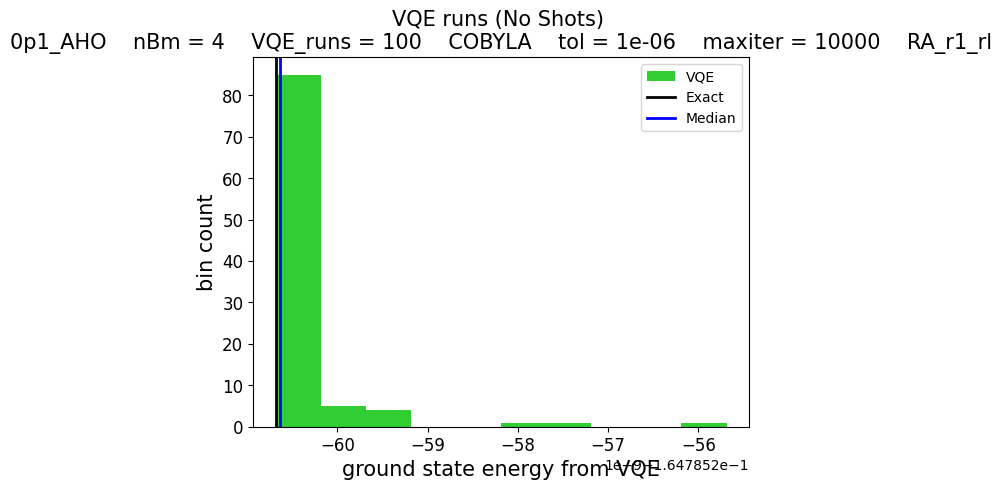 VQE runs (No Shots)
0p1_AHO    nBm = 4    VQE_runs = 100    COBYLA    tol = 1e-06    maxiter = 10000    RA_r1_rl
VQE
Exact
Median
80
70
60
50
40
30
20
10
0
bin count
−60 −59 −58 −57 −56
1e−9−1.647852e−1
ground state energy from VQE